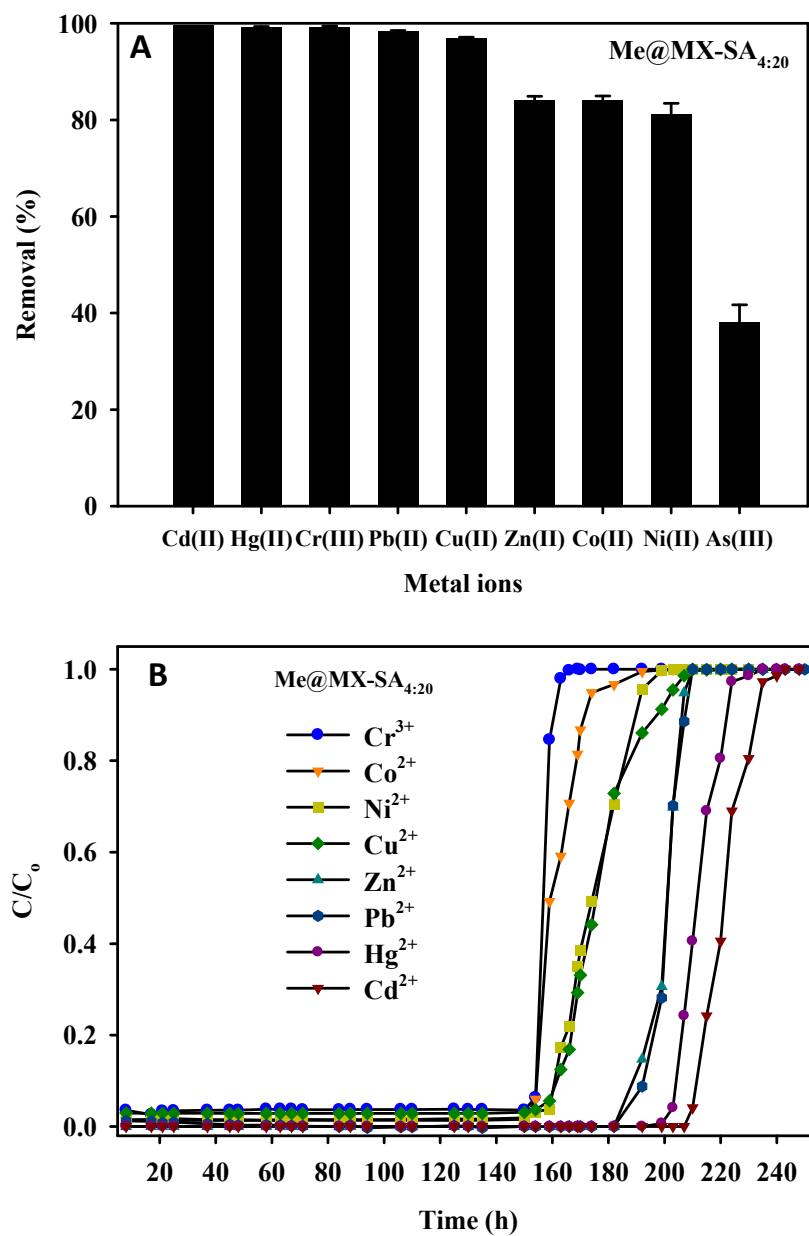 A
Me@MX-SA4:20
Removal (%)
100
80
60
40
20
0
Cd(II) Hg(II) Cr(III) Pb(II) Cu(II) Zn(II) Co(II) Ni(II) As(III)
Metal ions
B
Me@MX-SA4:20
Cr3+
Co2+
Ni2+
Cu2+
Zn2+
Pb2+
Hg2+
Cd2+
C/Co
1.0
0.8
0.6
0.4
0.2
0.0
20 40 60 80 100 120 140 160 180 200 220 240
Time (h)